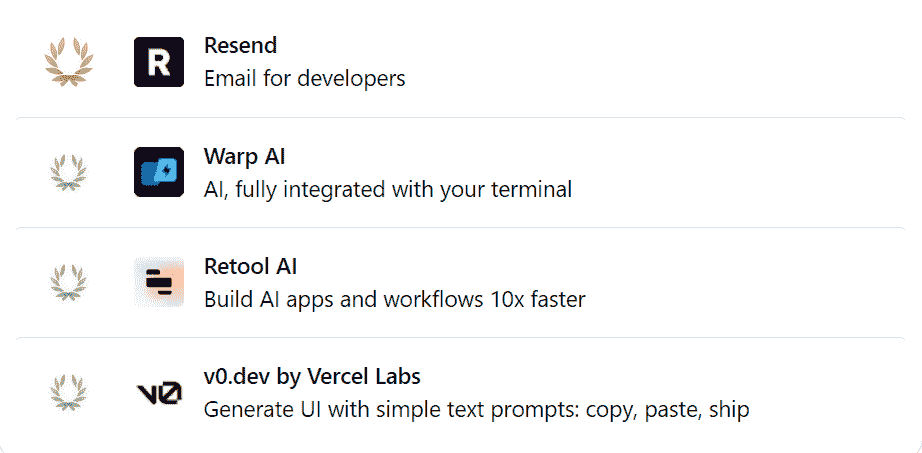 R
Resend
Email for developers
Warp AI
AI, fully integrated with your terminal
Retool AI
Build AI apps and workflows 10x faster
v0
v0.dev by Vercel Labs
Generate UI with simple text prompts: copy, paste, ship